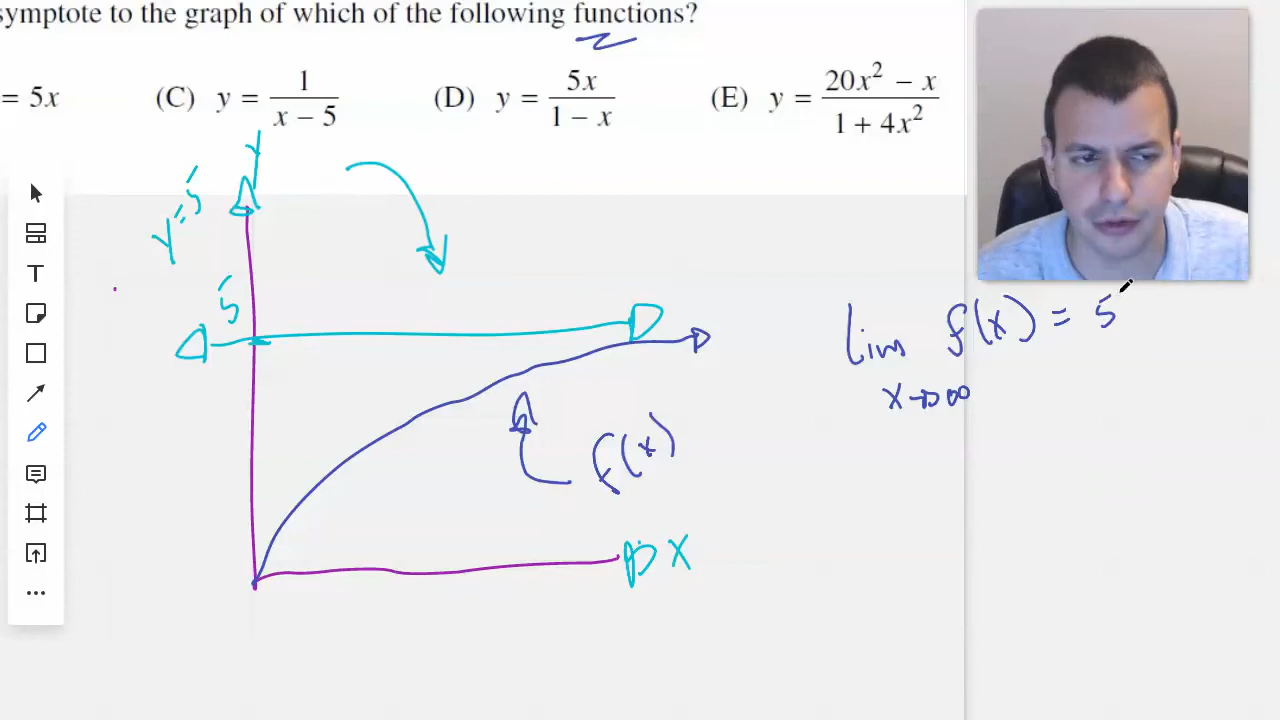 symptote to the graph of which of the following functions?
= 5x (C) y = 1/(x − 5) (D) y = 5x/(1 − x) (E) y = (20x² − x)/(1 + 4x²)
y
y=5
5
lim f(x) = 5
x→∞
f(x)
x
T